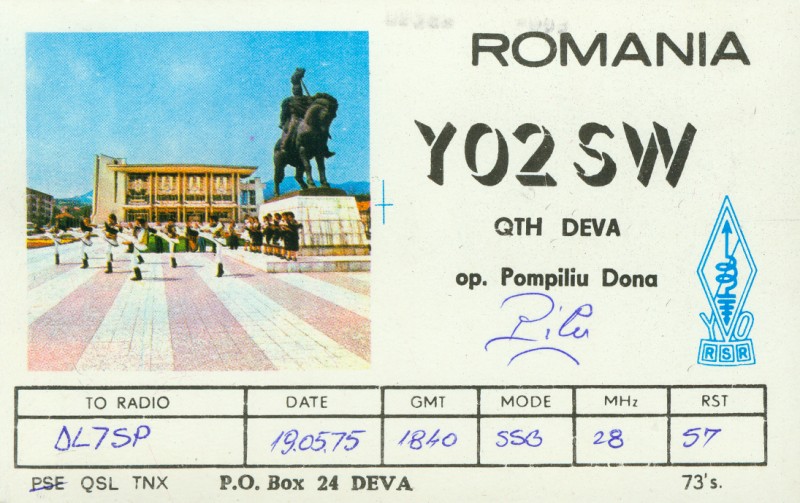 ROMANIA
YO2SW
QTH DEVA
op. Pompiliu Dona
Pilu
YO
RSR
TO RADIO DATE GMT MODE MHz RST
DL7SP 19.05.75 1840 SSB 28 57
PSE QSL TNX P.O. Box 24 DEVA 73's.